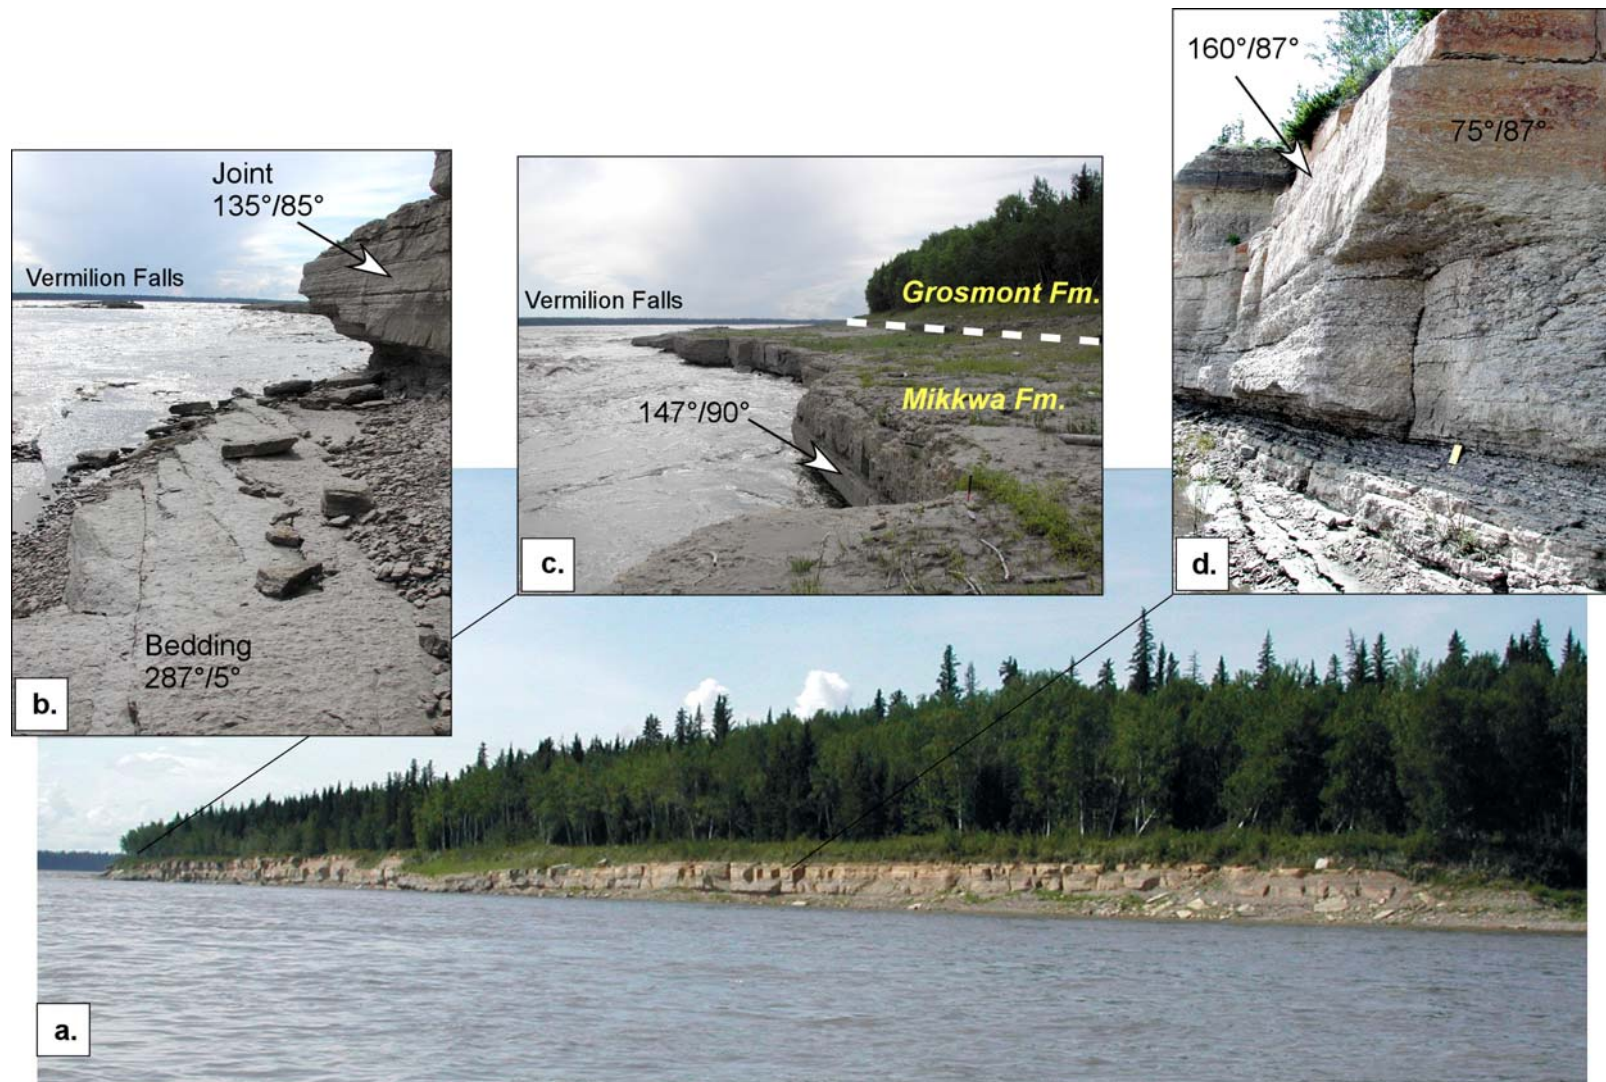 Joint
135°/85°
Vermilion Falls
Bedding
287°/5°
b.
Vermilion Falls
Grosmont Fm.
Mikkwa Fm.
147°/90°
c.
160°/87°
75°/87°
d.
a.